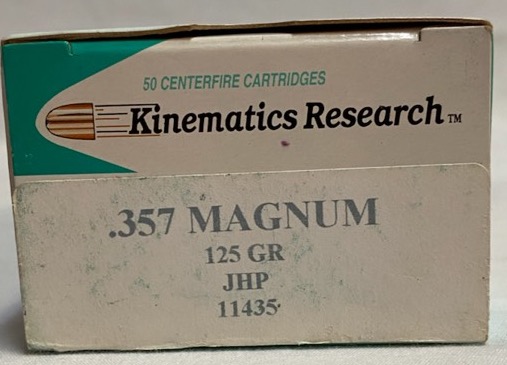 50 CENTERFIRE CARTRIDGES
Kinematics Research™
.357 MAGNUM
125 GR
JHP
11435